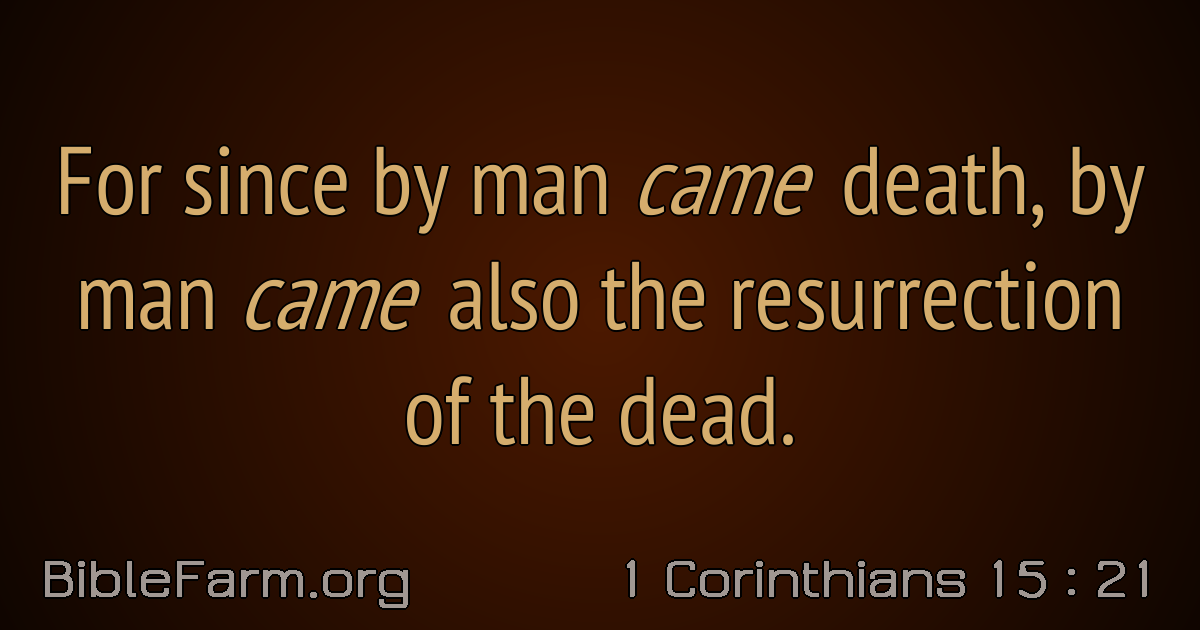 For since by man came death, by
man came also the resurrection
of the dead.
BibleFarm.org
1 Corinthians 15 : 21